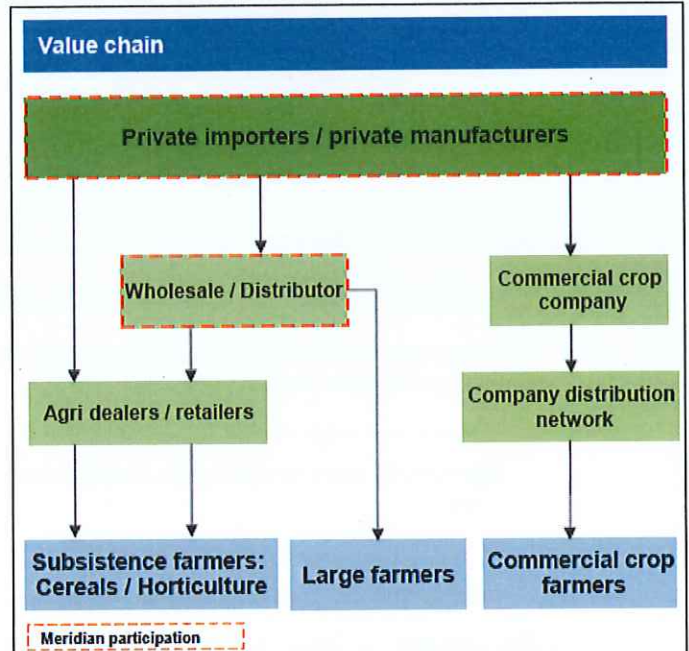 Value chain
Private importers / private manufacturers
Wholesale / Distributor
Commercial crop
company
Agri dealers / retailers
Company distribution
network
Subsistence farmers:
Cereals / Horticulture
Large farmers
Commercial crop
farmers
Meridian participation